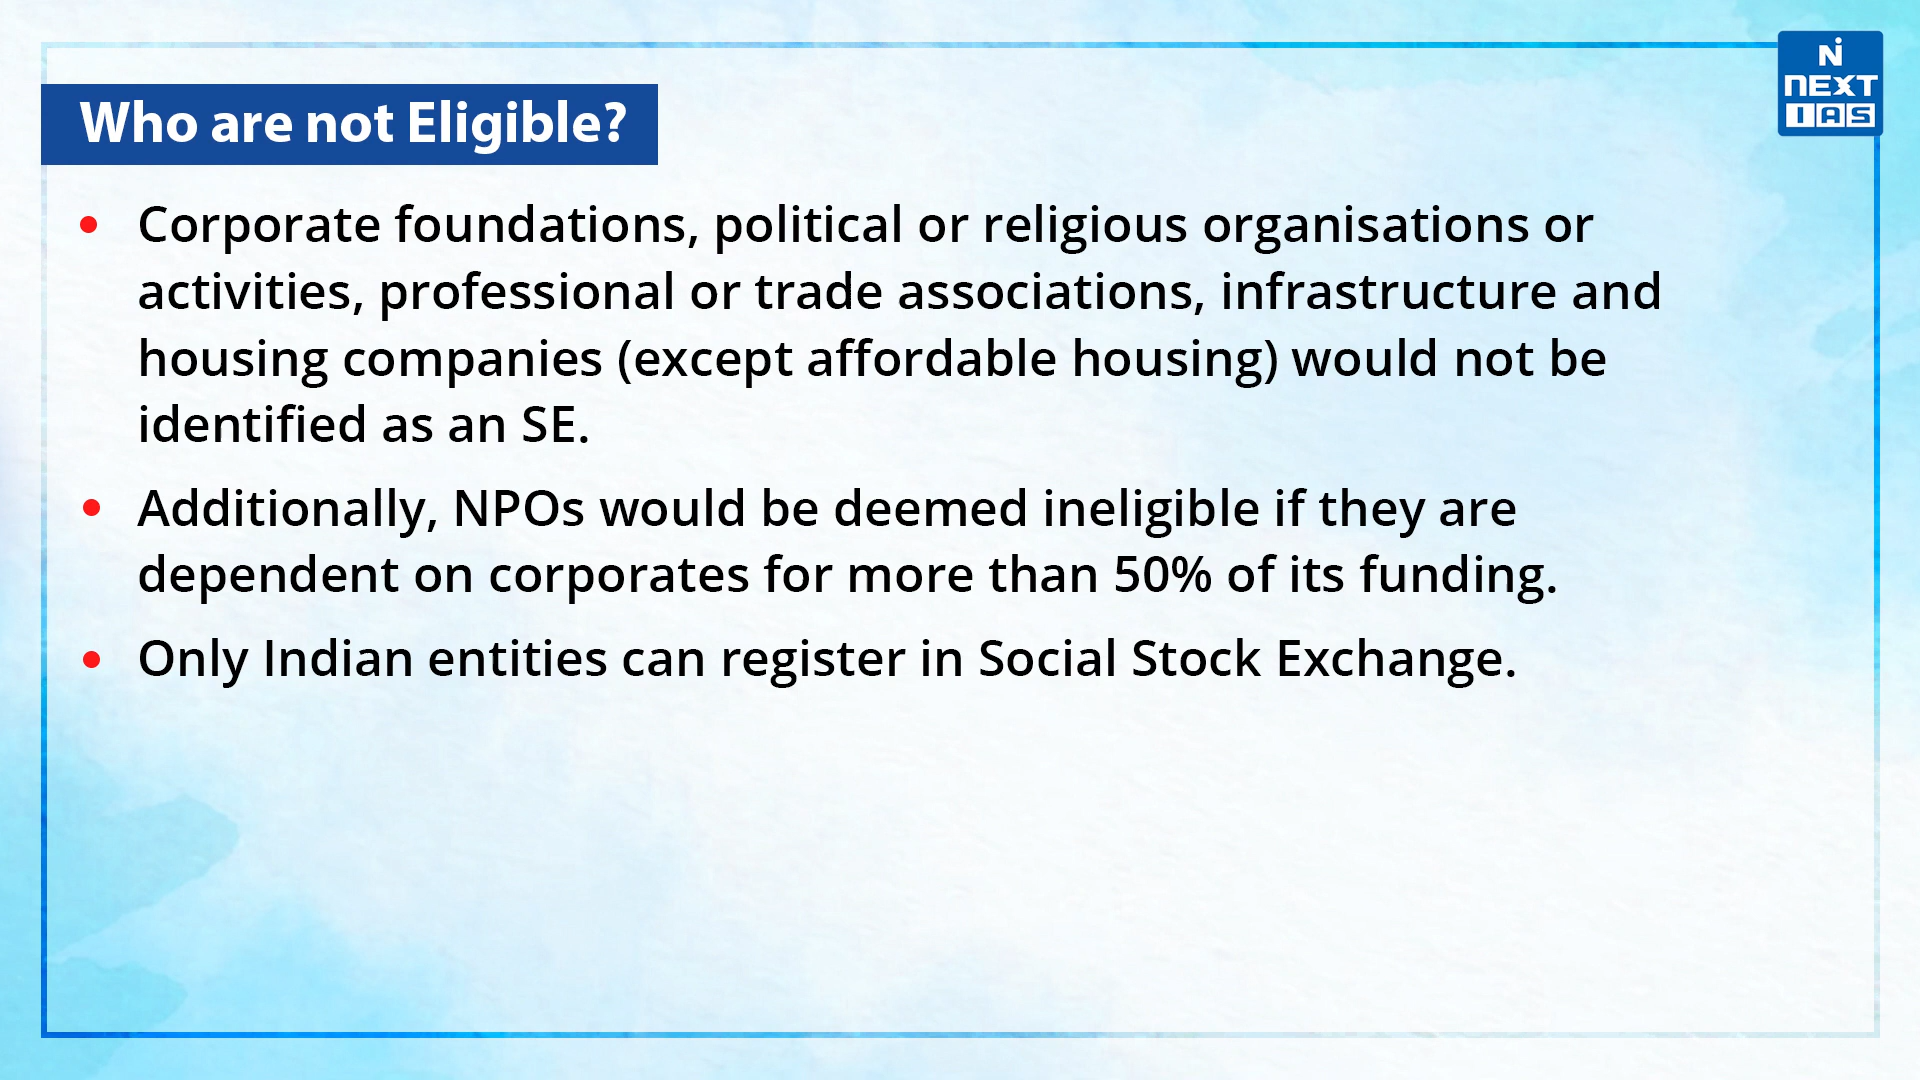 NEXT
IAS
Who are not Eligible?
• Corporate foundations, political or religious organisations or
activities, professional or trade associations, infrastructure and
housing companies (except affordable housing) would not be
identified as an SE.
• Additionally, NPOs would be deemed ineligible if they are
dependent on corporates for more than 50% of its funding.
• Only Indian entities can register in Social Stock Exchange.